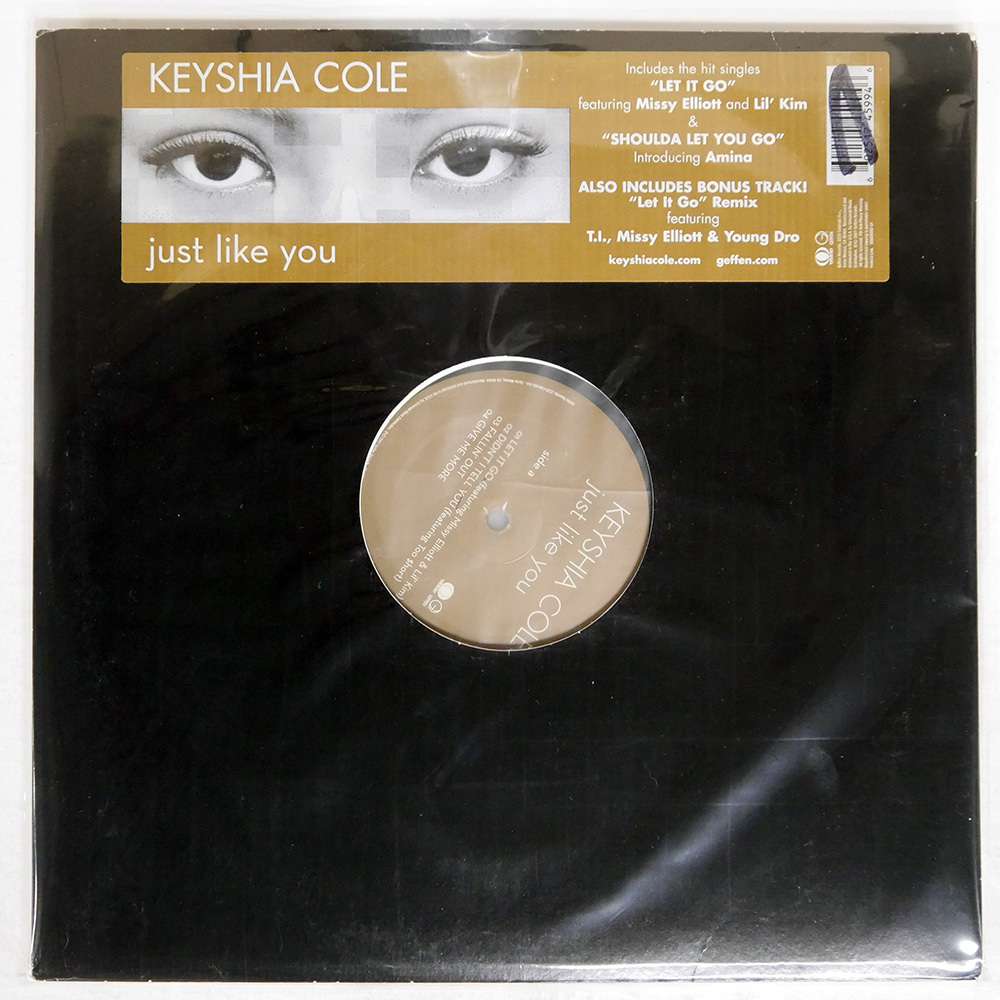 KEYSHIA COLE
just like you
Includes the hit singles
“LET IT GO”
featuring Missy Elliott and Lil’ Kim
&
“SHOULDA LET YOU GO”
Introducing Amina
ALSO INCLUDES BONUS TRACK!
“Let It Go” Remix
featuring
T.I., Missy Elliott & Young Dro
keyshiacole.com geffen.com
KEYSHIA COLE
just like you
side a
01 LET IT GO (featuring Missy Elliott & Lil' Kim)
02 DIDN'T I TELL YOU (featuring Too $hort)
03 FALLIN' OUT
04 GIVE ME MORE